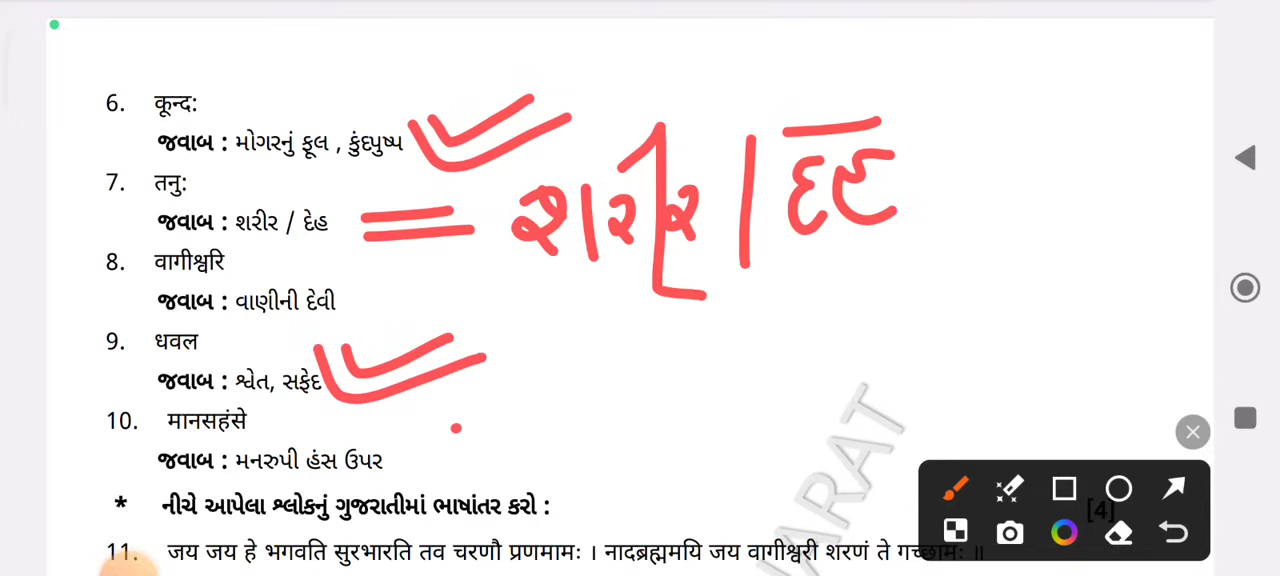 6. कून्दः
જવાબ : મોગરનું ફૂલ , કુંદપુષ્પ
7. तनुः
જવાબ : શરીર / દેહ
= શરીર / દેહ
8. वागीश्वरि
જવાબ : વાણીની દેવી
9. धवल
જવાબ : શ્વેત, સફેદ
10. मानसहंसे
જવાબ : મનરુપી હંસ ઉપર
* નીચે આપેલા શ્લોકનું ગુજરાતીમાં ભાષાંતર કરો : [4]
11. जय जय हे भगवति सुरभारति तव चरणौ प्रणमामः । नादब्रह्ममयि जय वागीश्वरी शरणं ते गच्छामः ॥